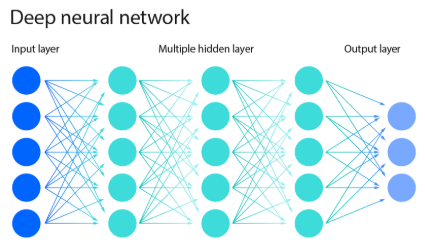 Deep neural network
Input layer
Multiple hidden layer
Output layer